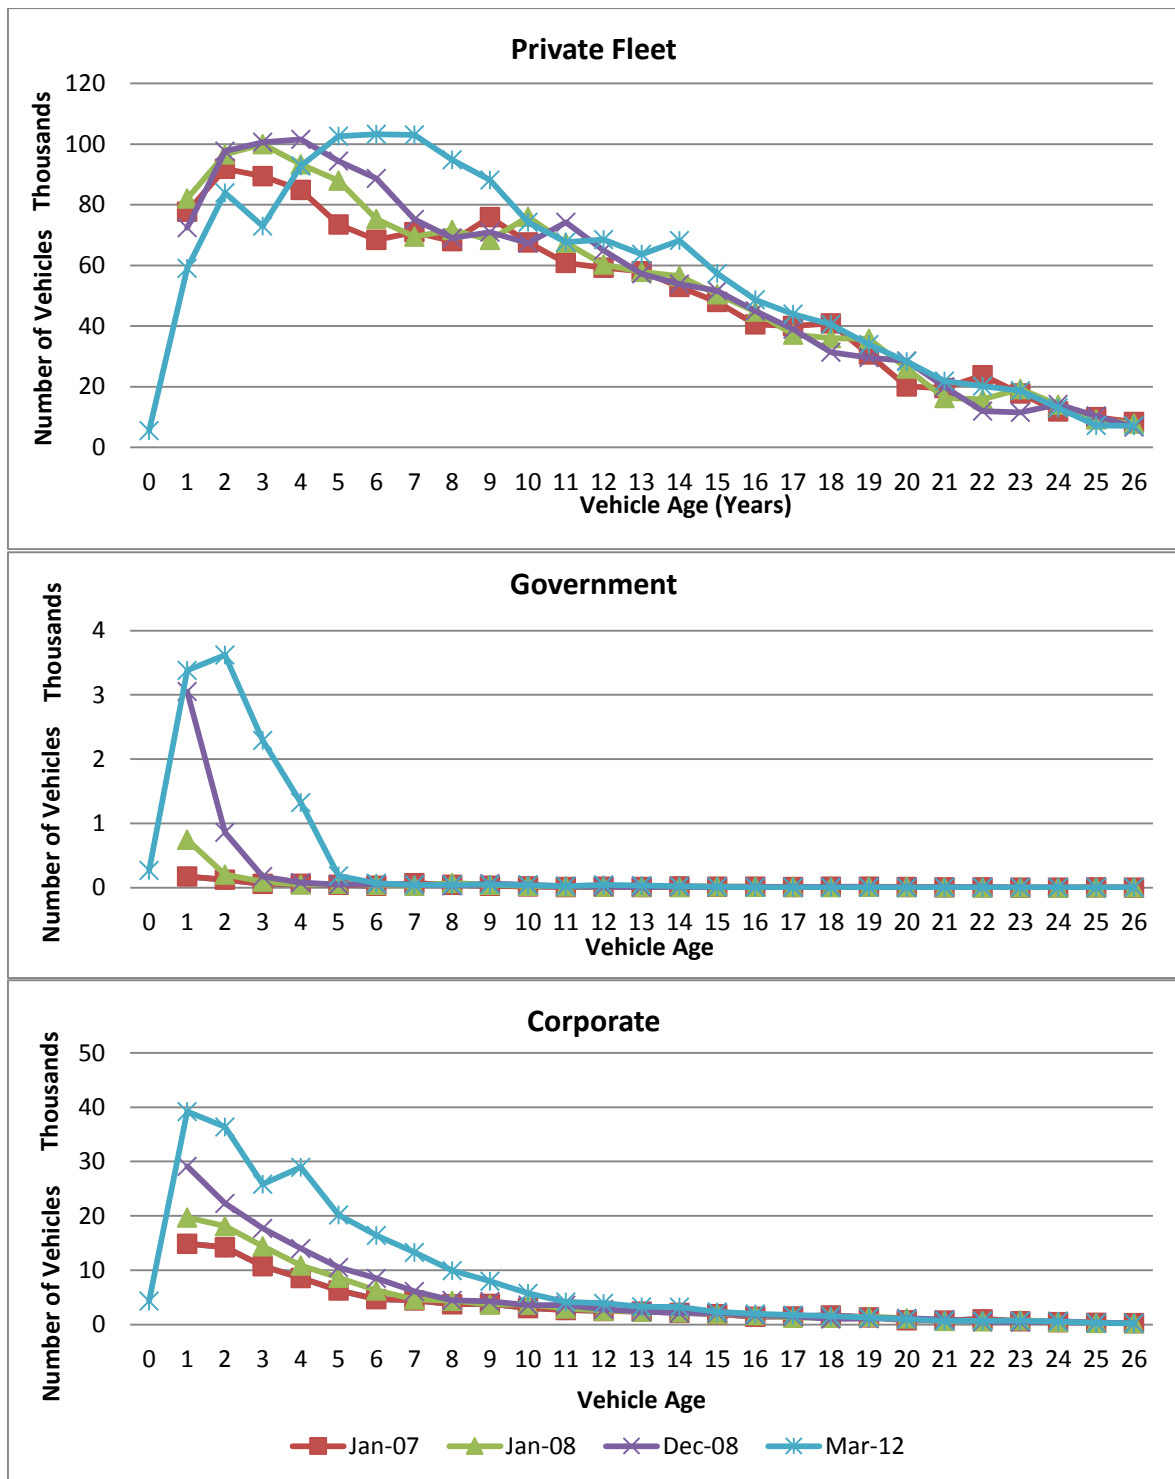 Private Fleet
Number of Vehicles Thousands
120
100
80
60
40
20
0
0 1 2 3 4 5 6 7 8 9 10 11 12 13 14 15 16 17 18 19 20 21 22 23 24 25 26
Vehicle Age (Years)
Government
Number of Vehicles Thousands
4
3
2
1
0
0 1 2 3 4 5 6 7 8 9 10 11 12 13 14 15 16 17 18 19 20 21 22 23 24 25 26
Vehicle Age
Corporate
Number of Vehicles Thousands
50
40
30
20
10
0
0 1 2 3 4 5 6 7 8 9 10 11 12 13 14 15 16 17 18 19 20 21 22 23 24 25 26
Vehicle Age
Jan-07 Jan-08 Dec-08 Mar-12